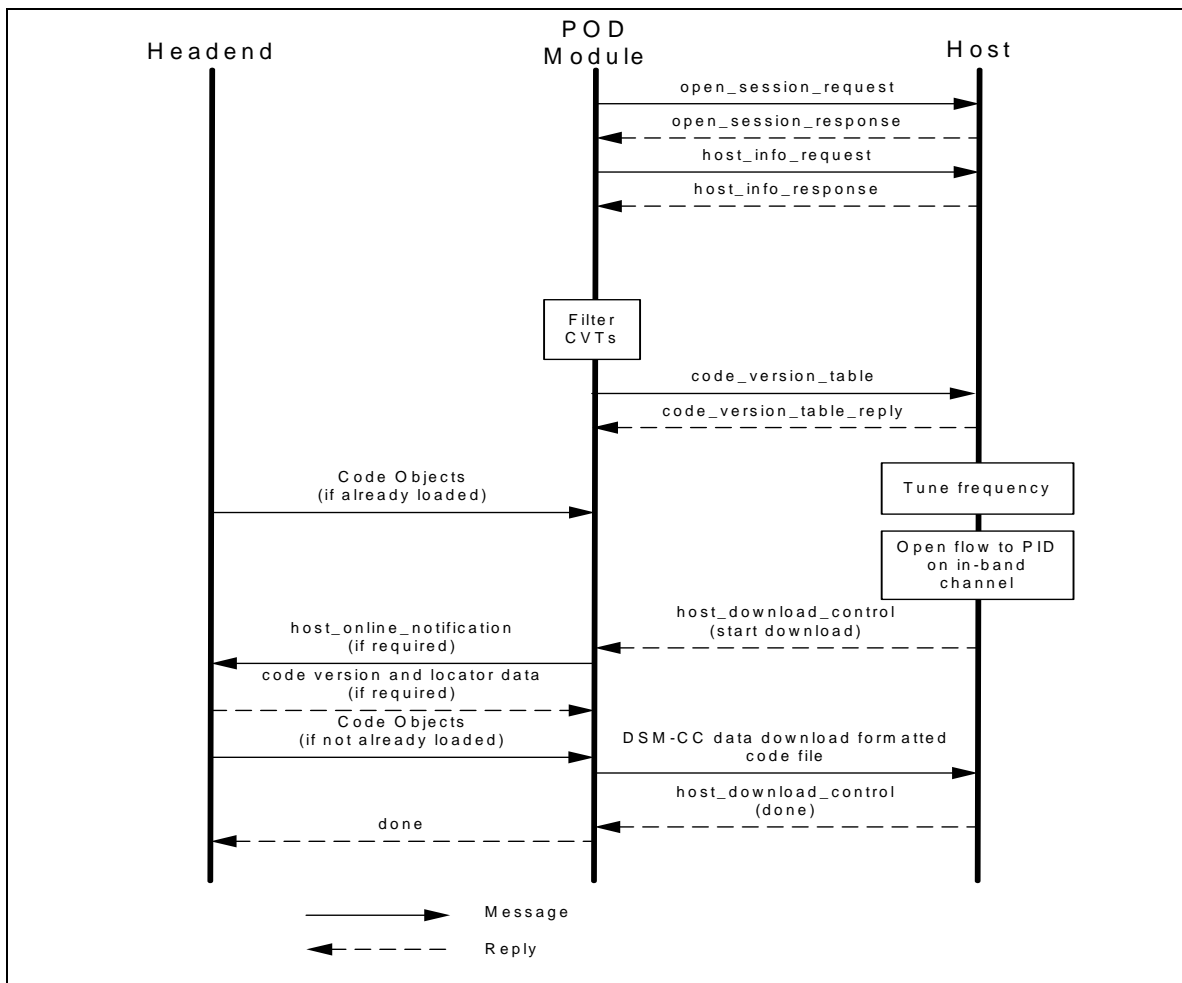 Headend
POD
Module
Host
open_session_request
open_session_response
host_info_request
host_info_response
Filter
CVTs
code_version_table
code_version_table_reply
Code Objects
(if already loaded)
Tune frequency
Open flow to PID
on in-band
channel
host_download_control
(start download)
host_online_notification
(if required)
code version and locator data
(if required)
Code Objects
(if not already loaded)
DSM-CC data download formatted
code file
host_download_control
(done)
done
Message
Reply